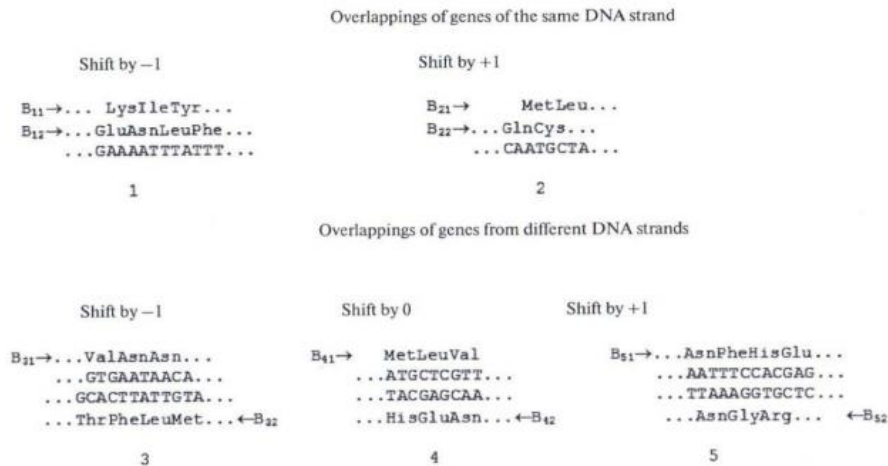 Overlappings of genes of the same DNA strand
Shift by −1
Shift by +1
B₁₁→... LysIleTyr...
B₁₂→...GluAsnLeuPhe...
...GAAAATTTATTT...
1
B₂₁→ MetLeu...
B₂₂→...GlnCys...
...CAATGCTA...
2
Overlappings of genes from different DNA strands
Shift by −1
Shift by 0
Shift by +1
B₃₁→...ValAsnAsn...
...GTGAATAACA...
...GCACTTATTGTA...
...ThrPheLeuMet...←B₃₂
3
B₄₁→ MetLeuVal
...ATGCTCGTT...
...TACGAGCAA...
...HisGluAsn...←B₄₂
4
B₅₁→...AsnPheHisGlu...
...AATTTCCACGAG...
...TTAAAGGTGCTC...
...AsnGlyArg... ←B₅₂
5